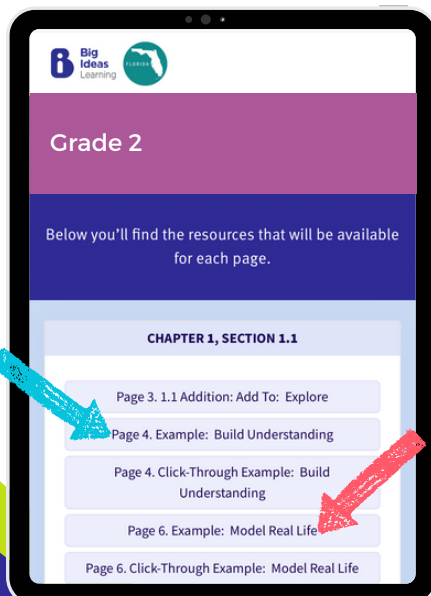 Big
Ideas
Learning
FLORIDA
Grade 2
Below you'll find the resources that will be available
for each page.
CHAPTER 1, SECTION 1.1
Page 3. 1.1 Addition: Add To: Explore
Page 4. Example: Build Understanding
Page 4. Click-Through Example: Build
Understanding
Page 6. Example: Model Real Life
Page 6. Click-Through Example: Model Real Life